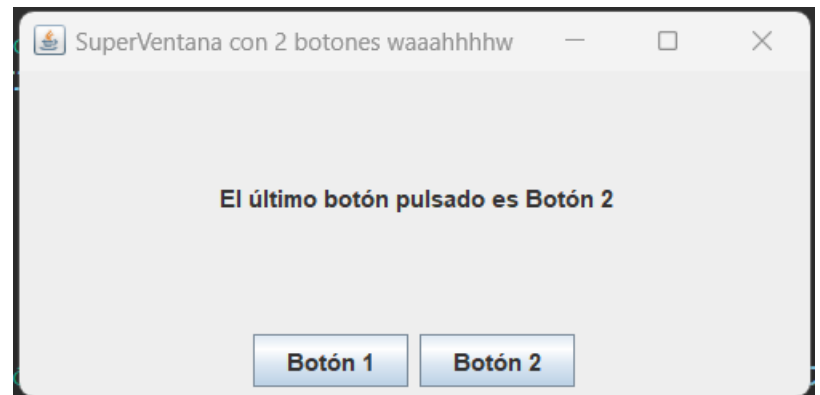 SuperVentana con 2 botones waaahhhhw
El último botón pulsado es Botón 2
Botón 1 Botón 2